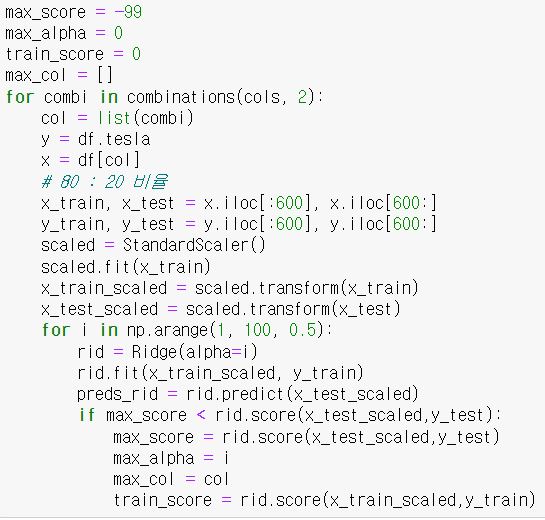 max_score = -99
max_alpha = 0
train_score = 0
max_col = []
for combi in combinations(cols, 2):
    col = list(combi)
    y = df.tesla
    x = df[col]
    # 80 : 20 비율
    x_train, x_test = x.iloc[:600], x.iloc[600:]
    y_train, y_test = y.iloc[:600], y.iloc[600:]
    scaled = StandardScaler()
    scaled.fit(x_train)
    x_train_scaled = scaled.transform(x_train)
    x_test_scaled = scaled.transform(x_test)
    for i in np.arange(1, 100, 0.5):
        rid = Ridge(alpha=i)
        rid.fit(x_train_scaled, y_train)
        preds_rid = rid.predict(x_test_scaled)
        if max_score < rid.score(x_test_scaled,y_test):
            max_score = rid.score(x_test_scaled,y_test)
            max_alpha = i
            max_col = col
            train_score = rid.score(x_train_scaled,y_train)